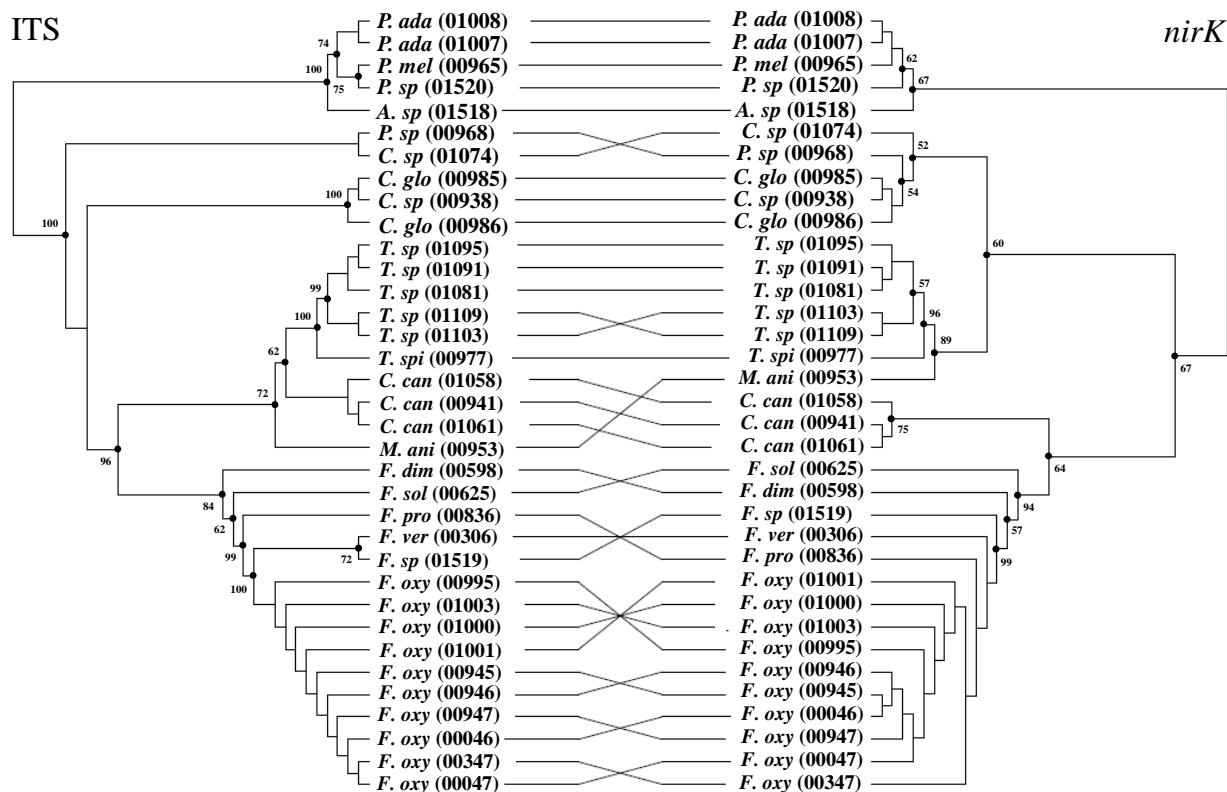 ITS
nirK
P. ada (01008)
P. ada (01007)
P. mel (00965)
P. sp (01520)
A. sp (01518)
P. sp (00968)
C. sp (01074)
C. glo (00985)
C. sp (00938)
C. glo (00986)
T. sp (01095)
T. sp (01091)
T. sp (01081)
T. sp (01109)
T. sp (01103)
T. spi (00977)
C. can (01058)
C. can (00941)
C. can (01061)
M. ani (00953)
F. dim (00598)
F. sol (00625)
F. pro (00836)
F. ver (00306)
F. sp (01519)
F. oxy (00995)
F. oxy (01003)
F. oxy (01000)
F. oxy (01001)
F. oxy (00945)
F. oxy (00946)
F. oxy (00947)
F. oxy (00046)
F. oxy (00347)
F. oxy (00047)
P. ada (01008)
P. ada (01007)
P. mel (00965)
P. sp (01520)
A. sp (01518)
C. sp (01074)
P. sp (00968)
C. glo (00985)
C. sp (00938)
C. glo (00986)
T. sp (01095)
T. sp (01091)
T. sp (01081)
T. sp (01103)
T. sp (01109)
T. spi (00977)
M. ani (00953)
C. can (01058)
C. can (00941)
C. can (01061)
F. sol (00625)
F. dim (00598)
F. sp (01519)
F. ver (00306)
F. pro (00836)
F. oxy (01001)
F. oxy (01000)
F. oxy (01003)
F. oxy (00995)
F. oxy (00946)
F. oxy (00945)
F. oxy (00046)
F. oxy (00947)
F. oxy (00047)
F. oxy (00347)
74
100
75
100
100
99
100
62
72
96
84
62
99
72
100
62
67
52
54
60
57
96
89
67
75
64
94
57
99